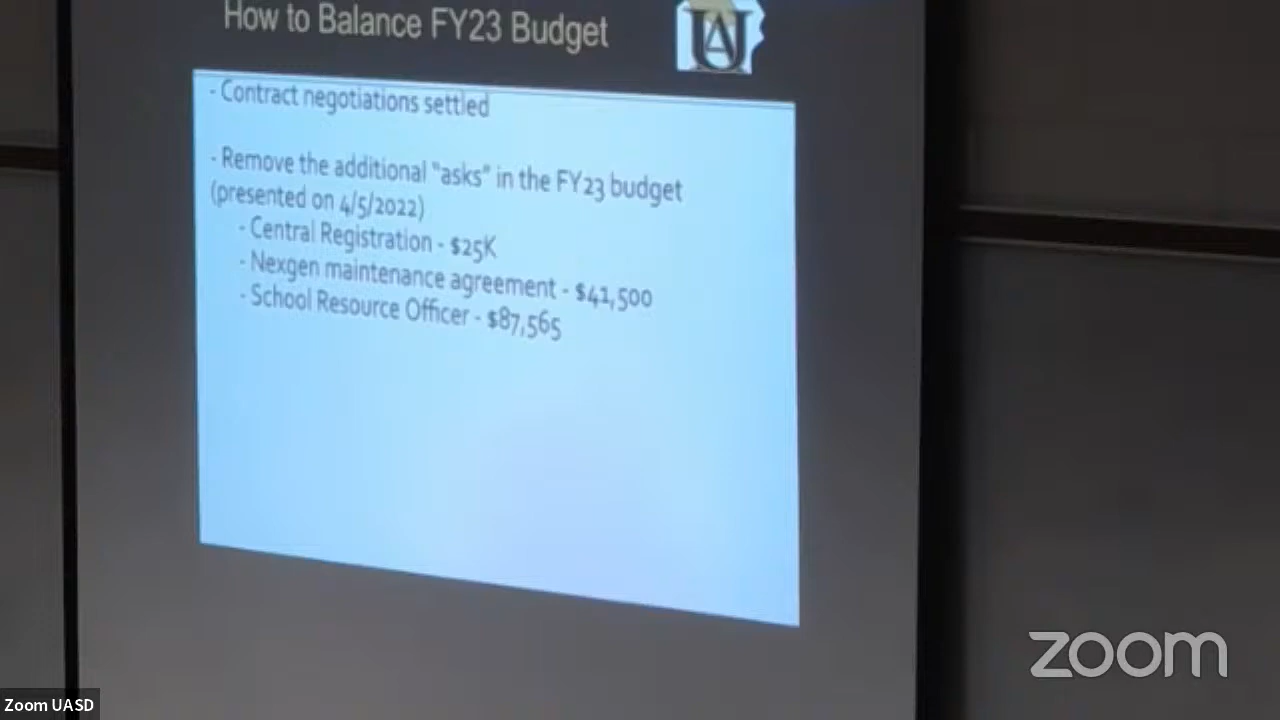 How to Balance FY23 Budget
UA
- Contract negotiations settled
- Remove the additional "asks" in the FY23 budget
(presented on 4/5/2022)
- Central Registration - $25K
- Nexgen maintenance agreement - $41,500
- School Resource Officer - $87,565
zoom
Zoom UASD